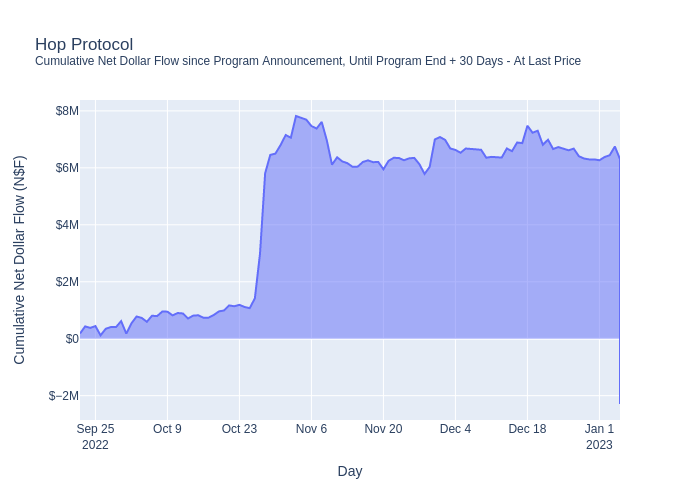 Hop Protocol
Cumulative Net Dollar Flow since Program Announcement, Until Program End + 30 Days - At Last Price
Cumulative Net Dollar Flow (N$F)
$8M
$6M
$4M
$2M
$0
$−2M
Sep 25 Oct 9 Oct 23 Nov 6 Nov 20 Dec 4 Dec 18 Jan 1
2022 2023
Day